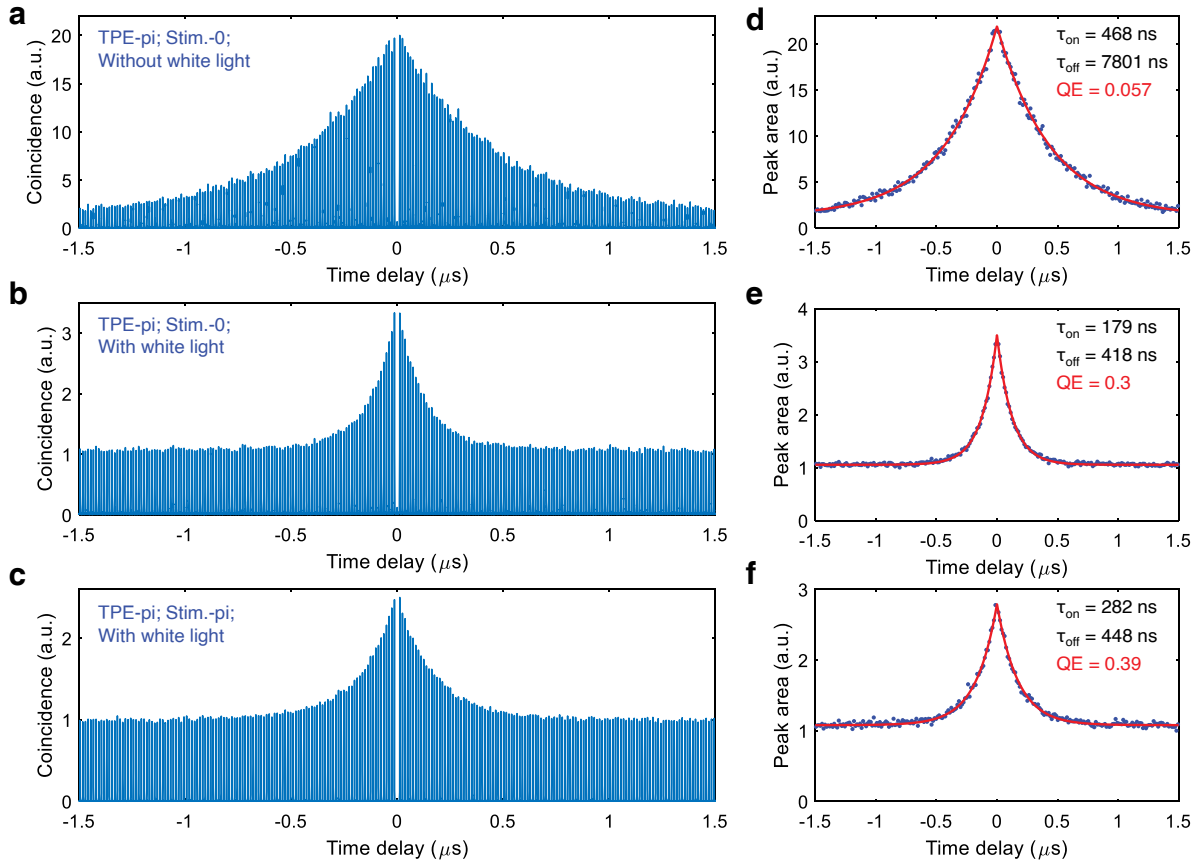 a
TPE-pi; Stim.-0;
Without white light
Coincidence (a.u.)
20
15
10
5
0
-1.5
-1
-0.5
0
0.5
1
1.5
Time delay (μs)
d
τon = 468 ns
τoff = 7801 ns
QE = 0.057
Peak area (a.u.)
20
15
10
5
0
-1.5
-1
-0.5
0
0.5
1
1.5
Time delay (μs)
b
TPE-pi; Stim.-0;
With white light
Coincidence (a.u.)
3
2
1
0
-1.5
-1
-0.5
0
0.5
1
1.5
Time delay (μs)
e
τon = 179 ns
τoff = 418 ns
QE = 0.3
Peak area (a.u.)
4
3
2
1
0
-1.5
-1
-0.5
0
0.5
1
1.5
Time delay (μs)
c
TPE-pi; Stim.-pi;
With white light
Coincidence (a.u.)
2
1
0
-1.5
-1
-0.5
0
0.5
1
1.5
Time delay (μs)
f
τon = 282 ns
τoff = 448 ns
QE = 0.39
Peak area (a.u.)
3
2
1
0
-1.5
-1
-0.5
0
0.5
1
1.5
Time delay (μs)